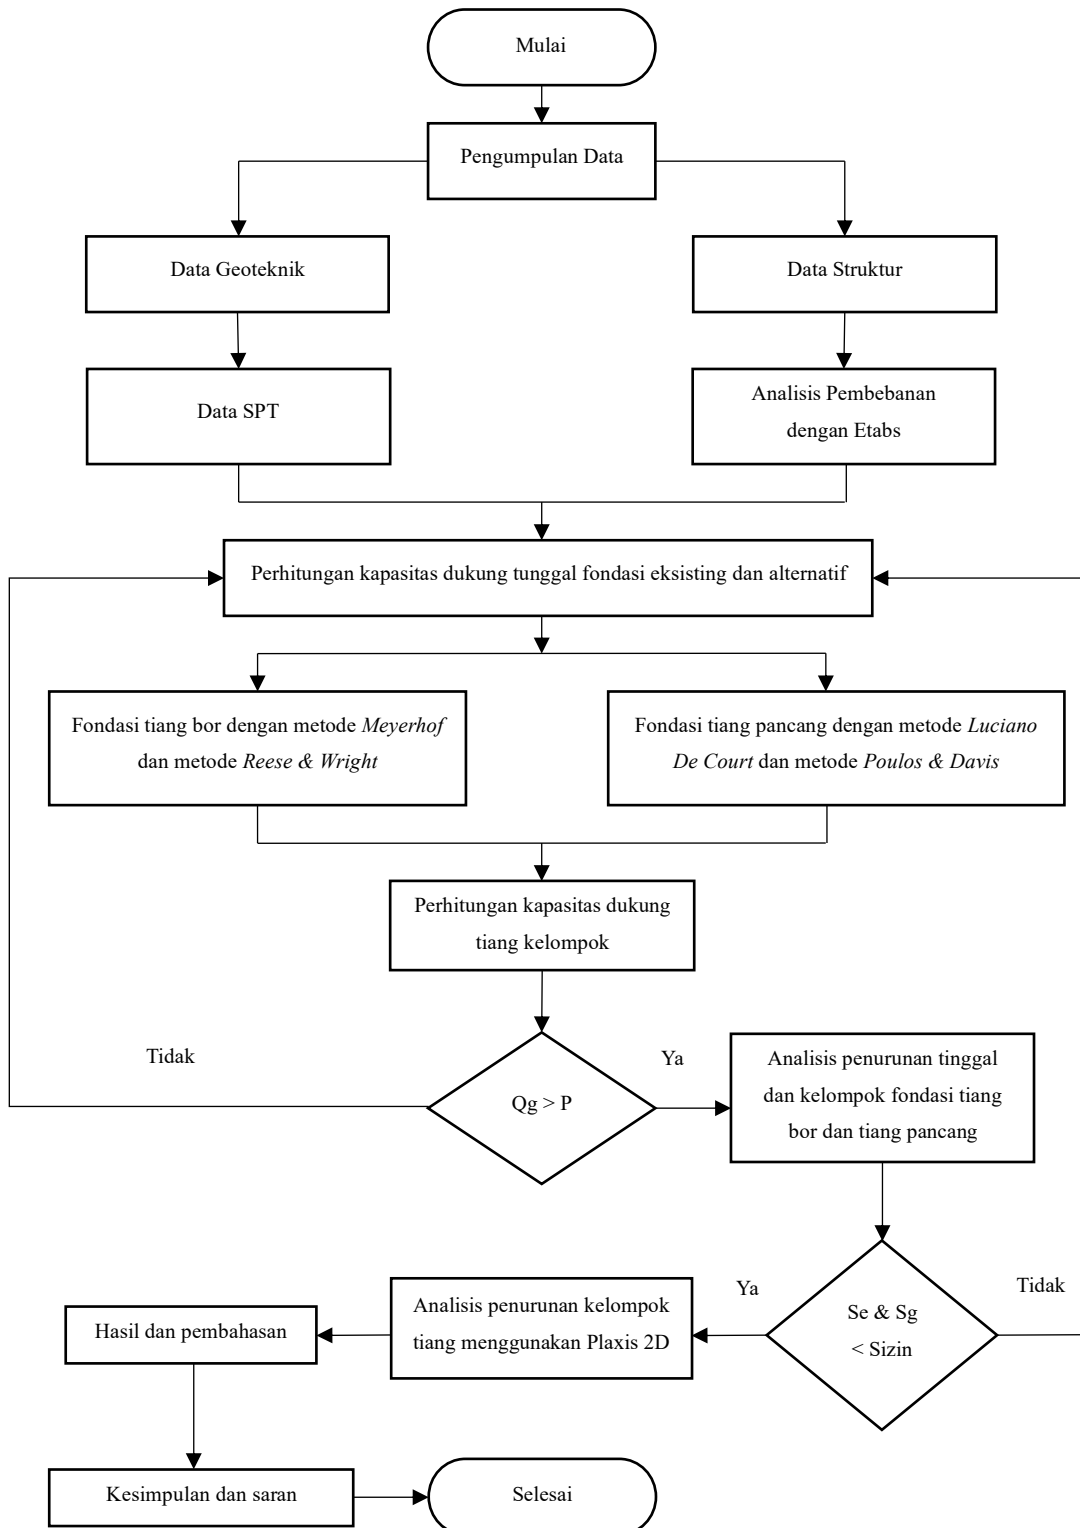 Mulai
Pengumpulan Data
Data Geoteknik
Data Struktur
Data SPT
Analisis Pembebanan
dengan Etabs
Perhitungan kapasitas dukung tunggal fondasi eksisting dan alternatif
Fondasi tiang bor dengan metode Meyerhof
dan metode Reese & Wright
Fondasi tiang pancang dengan metode Luciano
De Court dan metode Poulos & Davis
Perhitungan kapasitas dukung
tiang kelompok
Tidak
Qg > P
Ya
Analisis penurunan tinggal
dan kelompok fondasi tiang
bor dan tiang pancang
Se & Sg
< Sizin
Tidak
Ya
Analisis penurunan kelompok
tiang menggunakan Plaxis 2D
Hasil dan pembahasan
Kesimpulan dan saran
Selesai